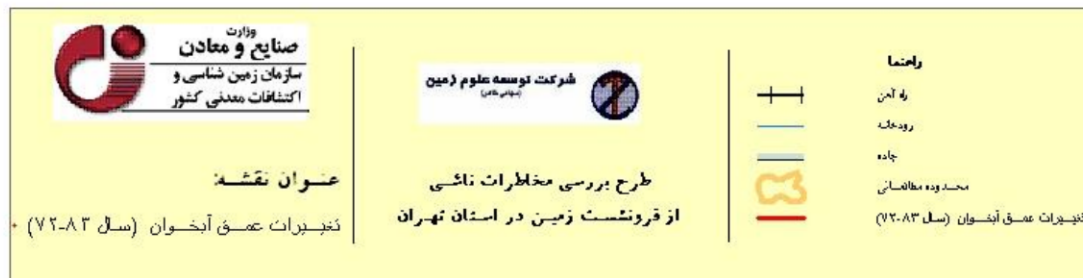 وزارت
صنایع و معادن
سازمان زمین شناسی و
اکتشافات معدنی کشور
عنوان نقشه:
تغییرات عمق آبخوان (سال ۸۳-۷۲)
شرکت توسعه علوم زمین
(سهامی خاص)
طرح بررسی مخاطرات ناشی
از فرونشست زمین در استان تهران
راهنما
راه آهن
رودخانه
جاده
محدوده مطالعاتی
تغییرات عمق آبخوان (سال ۸۳-۷۲)